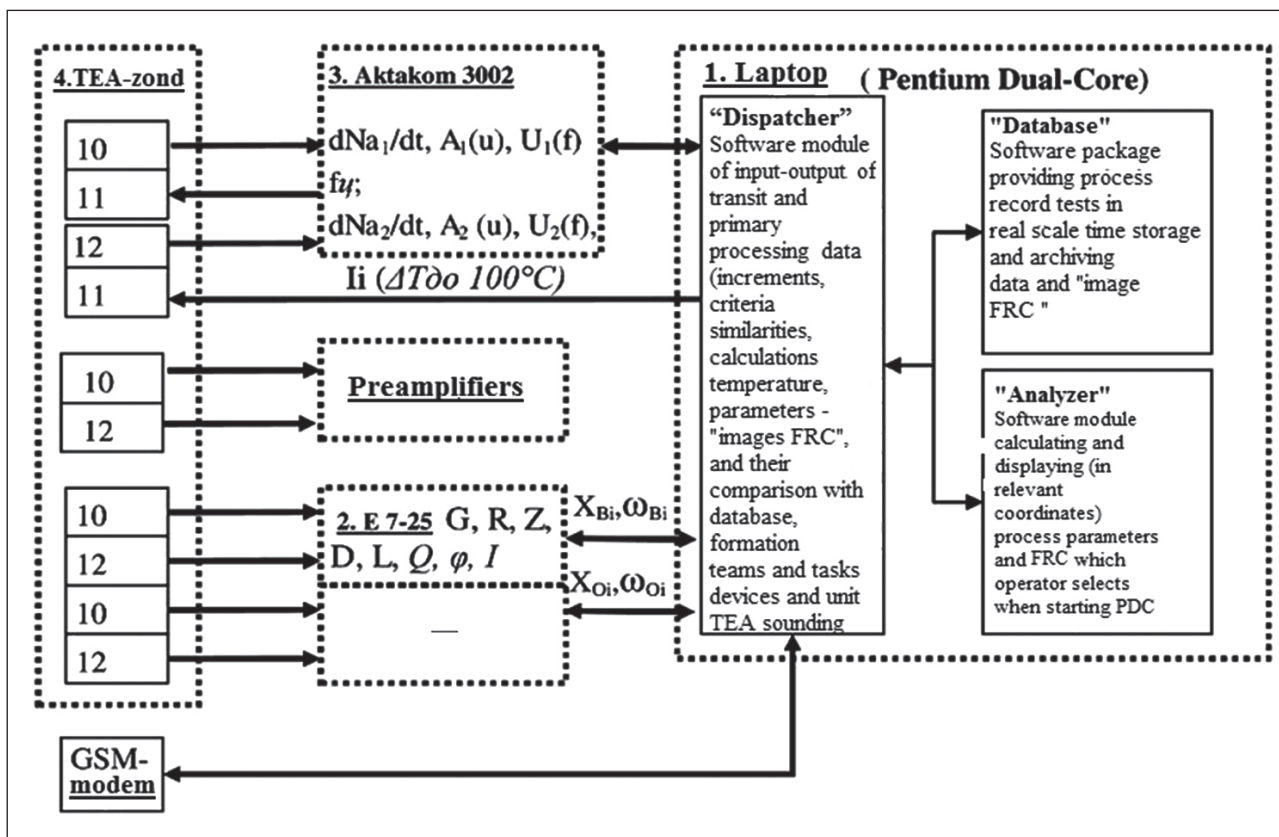 4.TEA-zond
10
11
12
11
10
12
10
12
10
12
GSM-
modem
3. Aktakom 3002
dNa₁/dt, A₁(u), U₁(f)
fy;
dNa₂/dt, A₂ (u), U₂(f),
Ii (ΔTдо 100°C)
Preamplifiers
2. E 7-25 G, R, Z,
D, L, Q, φ, I
—
X_Bi,ω_Bi
X_Oi,ω_Oi
1. Laptop ( Pentium Dual-Core)
“Dispatcher”
Software module
of input-output of
transit and
primary
processing data
(increments,
criteria
similarities,
calculations
temperature,
parameters -
"images FRC",
and their
comparison with
database,
formation
teams and tasks
devices and unit
TEA sounding
"Database"
Software package
providing process
record tests in
real scale time storage
and archiving
data and "image
FRC "
"Analyzer"
Software module
calculating and
displaying (in
relevant
coordinates)
process parameters
and FRC which
operator selects
when starting PDC